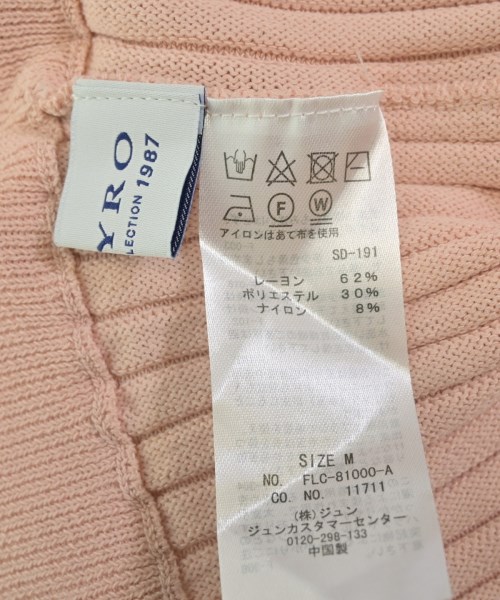 YRO
LLECTION 1987
F
W
アイロンはあて布を使用
SD-191
レーヨン 62%
ポリエステル 30%
ナイロン 8%
SIZE M
NO. FLC-81000-A
CO. NO. 11711
(株)ジュン
ジュンカスタマーセンター
0120-298-133
中国製